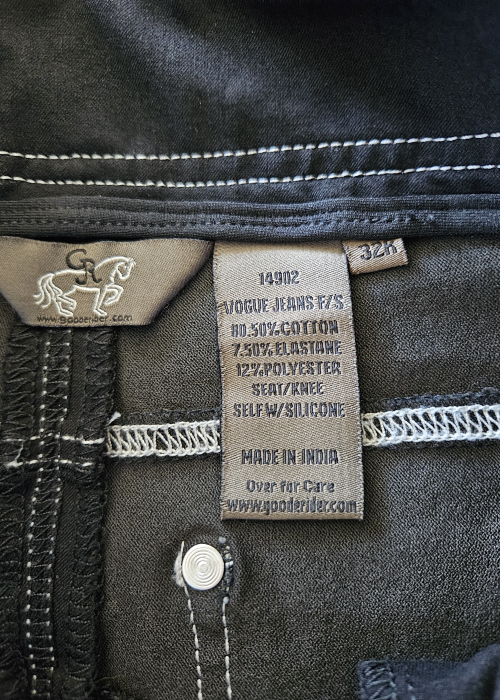 GR
www.gooderider.com
32R
14902
VOGUE JEANS F/S
80.50%COTTON
7.50% ELASTANE
12%POLYESTER
SEAT/KNEE
SELF W/SILICONE
MADE IN INDIA
Over for Care
www.gooderider.com